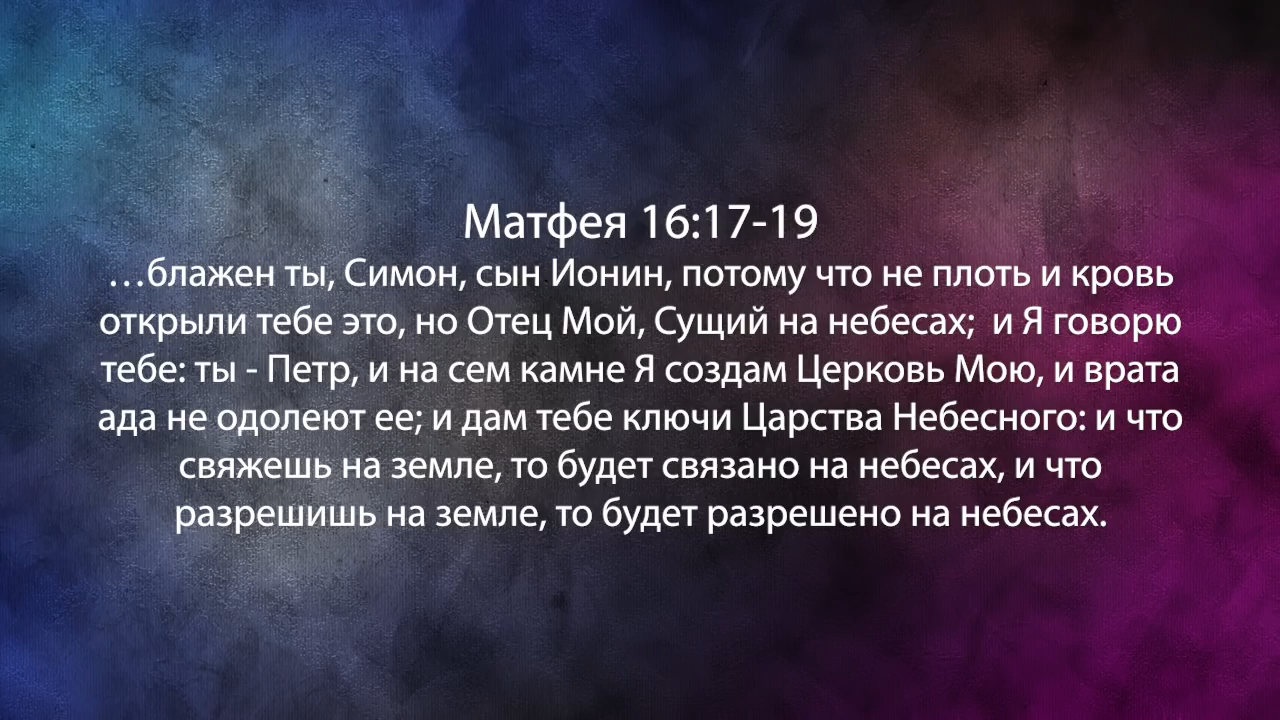 Матфея 16:17-19
…блажен ты, Симон, сын Ионин, потому что не плоть и кровь
открыли тебе это, но Отец Мой, Сущий на небесах;  и Я говорю
тебе: ты - Петр, и на сем камне Я создам Церковь Мою, и врата
ада не одолеют ее; и дам тебе ключи Царства Небесного: и что
свяжешь на земле, то будет связано на небесах, и что
разрешишь на земле, то будет разрешено на небесах.